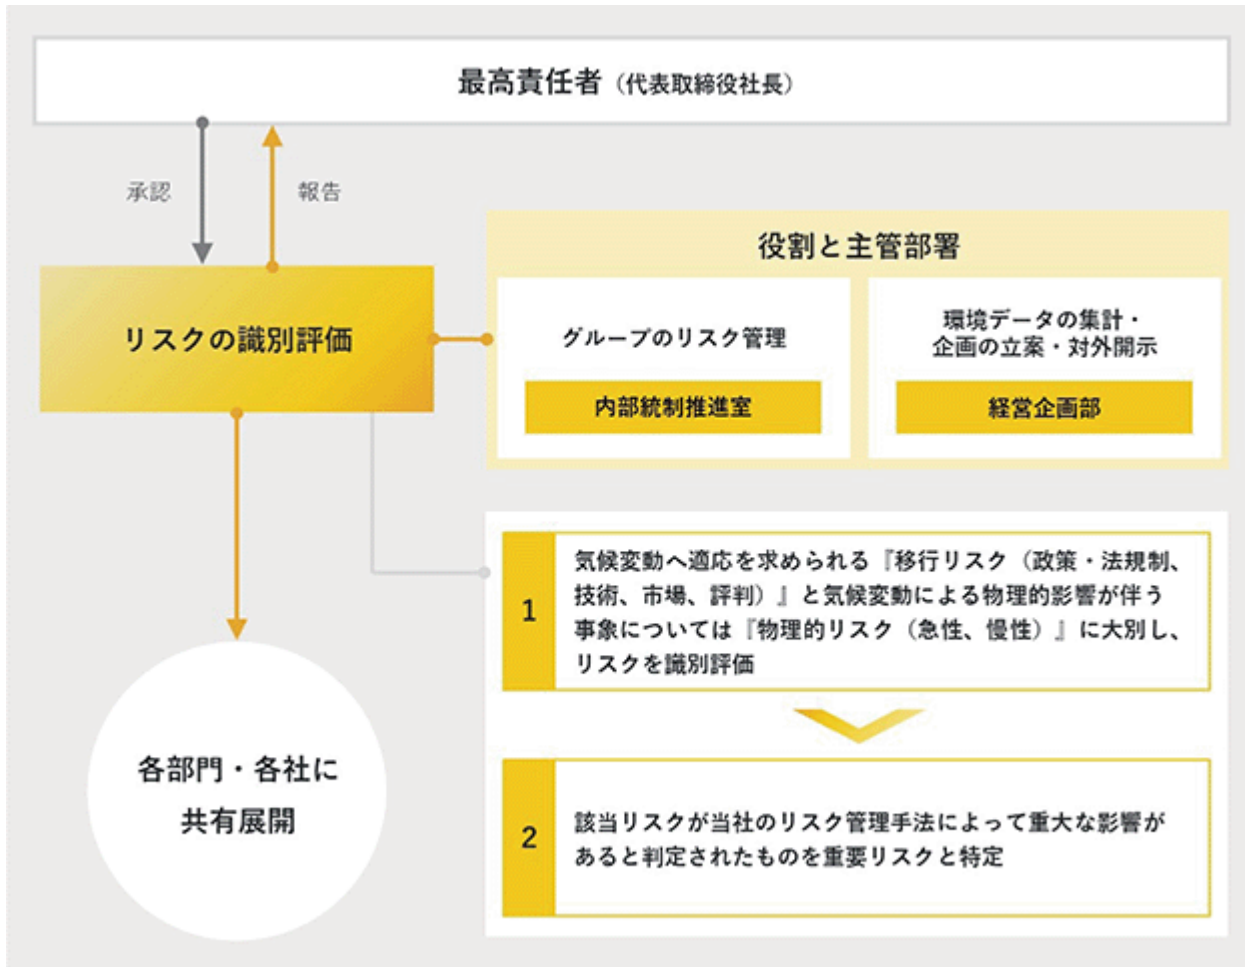 最高責任者（代表取締役社長）
承認
報告
リスクの識別評価
役割と主管部署
グループのリスク管理
内部統制推進室
環境データの集計・
企画の立案・対外開示
経営企画部
1
気候変動へ適応を求められる『移行リスク（政策・法規制、
技術、市場、評判）』と気候変動による物理的影響が伴う
事象については『物理的リスク（急性、慢性）』に大別し、
リスクを識別評価
2
該当リスクが当社のリスク管理手法によって重大な影響が
あると判定されたものを重要リスクと特定
各部門・各社に
共有展開